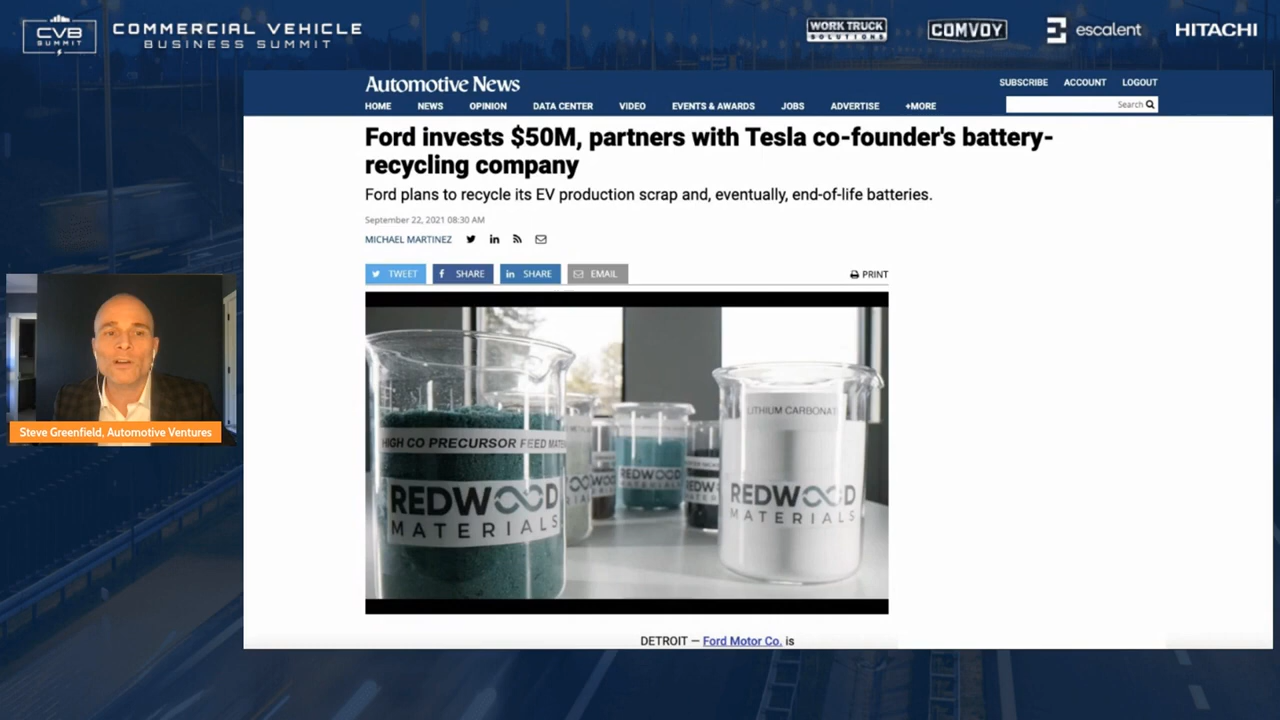 CVB
SUMMIT
COMMERCIAL VEHICLE
BUSINESS SUMMIT
WORK TRUCK
SOLUTIONS
COMVOY
escalent
HITACHI
Automotive News
SUBSCRIBE ACCOUNT LOGOUT
HOME NEWS OPINION DATA CENTER VIDEO EVENTS & AWARDS JOBS ADVERTISE +MORE
Search
Ford invests $50M, partners with Tesla co-founder's battery-
recycling company
Ford plans to recycle its EV production scrap and, eventually, end-of-life batteries.
September 22, 2021 08:30 AM
MICHAEL MARTINEZ
TWEET SHARE SHARE EMAIL PRINT
HIGH CO PRECURSOR FEED MATE
REDWOOD
MATERIALS
REDWOOD
MATERIALS
LITHIUM CARBONAT
REDWOOD
MATERIALS
Steve Greenfield, Automotive Ventures
DETROIT — Ford Motor Co. is